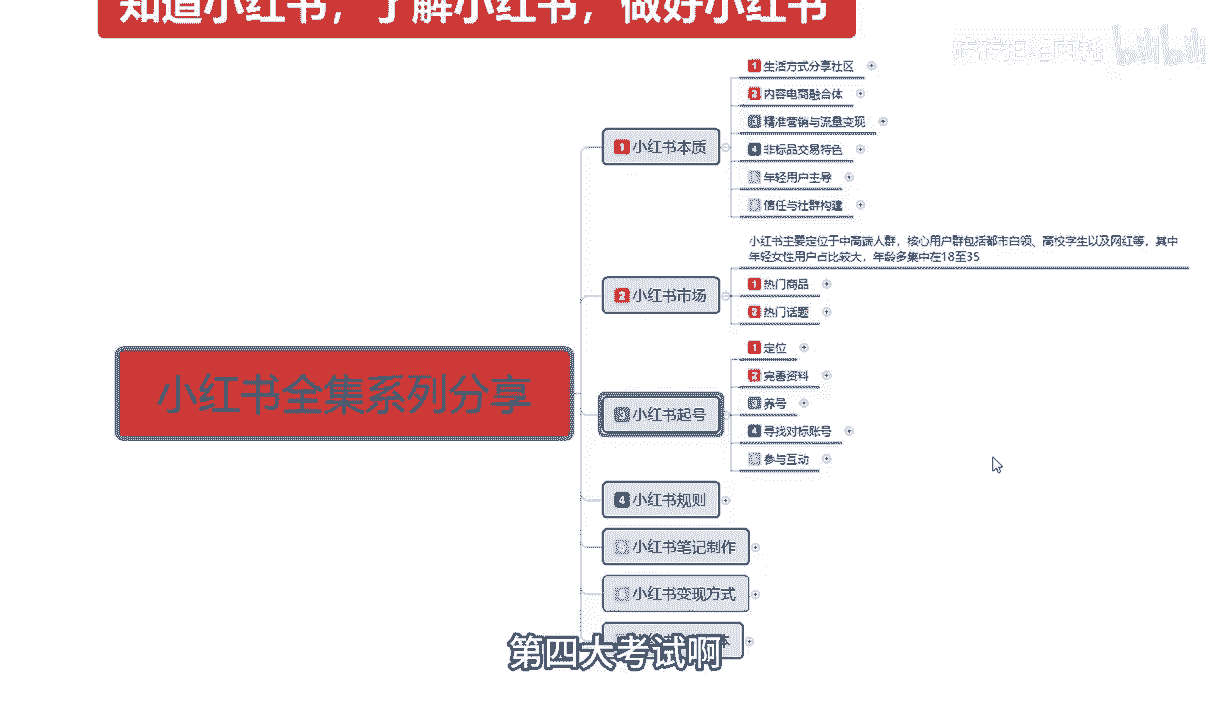 知道小红书，了解小红书，做好小红书
bilibili
1 生活方式分享社区
2 内容电商融合体
3 精准营销与流量变现
4 非标品交易特色
年轻用户主导
信任与社群构建
1 小红书本质
小红书主要定位于中高端人群，核心用户群包括都市白领、高校学生以及网红等，其中
年轻女性用户占比较大，年龄多集中在18至35
2 小红书市场
1 热门商品
2 热门话题
1 定位
2 完善资料
3 养号
4 寻找对标账号
参与互动
3 小红书起号
小红书全集系列分享
4 小红书规则
小红书笔记制作
小红书变现方式
第四大考试啊